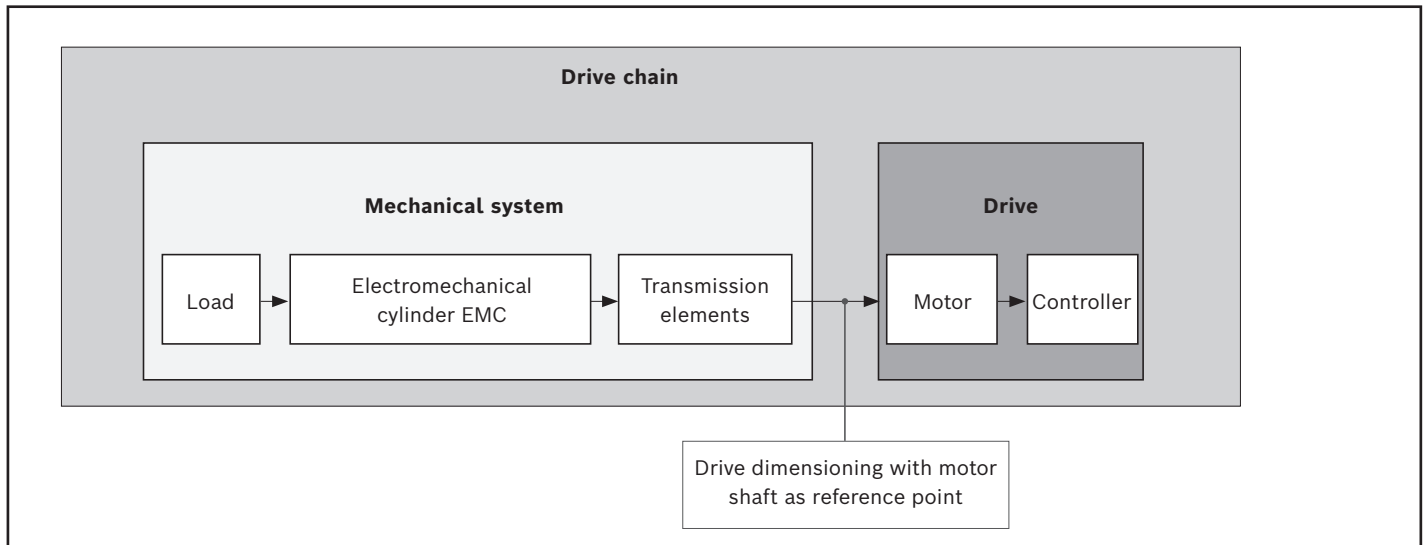 Drive chain
Mechanical system
Drive
Load
Electromechanical
cylinder EMC
Transmission
elements
Motor
Controller
Drive dimensioning with motor
shaft as reference point